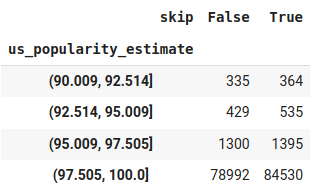 skip False True
us_popularity_estimate
(90.009, 92.514] 335 364
(92.514, 95.009] 429 535
(95.009, 97.505] 1300 1395
(97.505, 100.0] 78992 84530